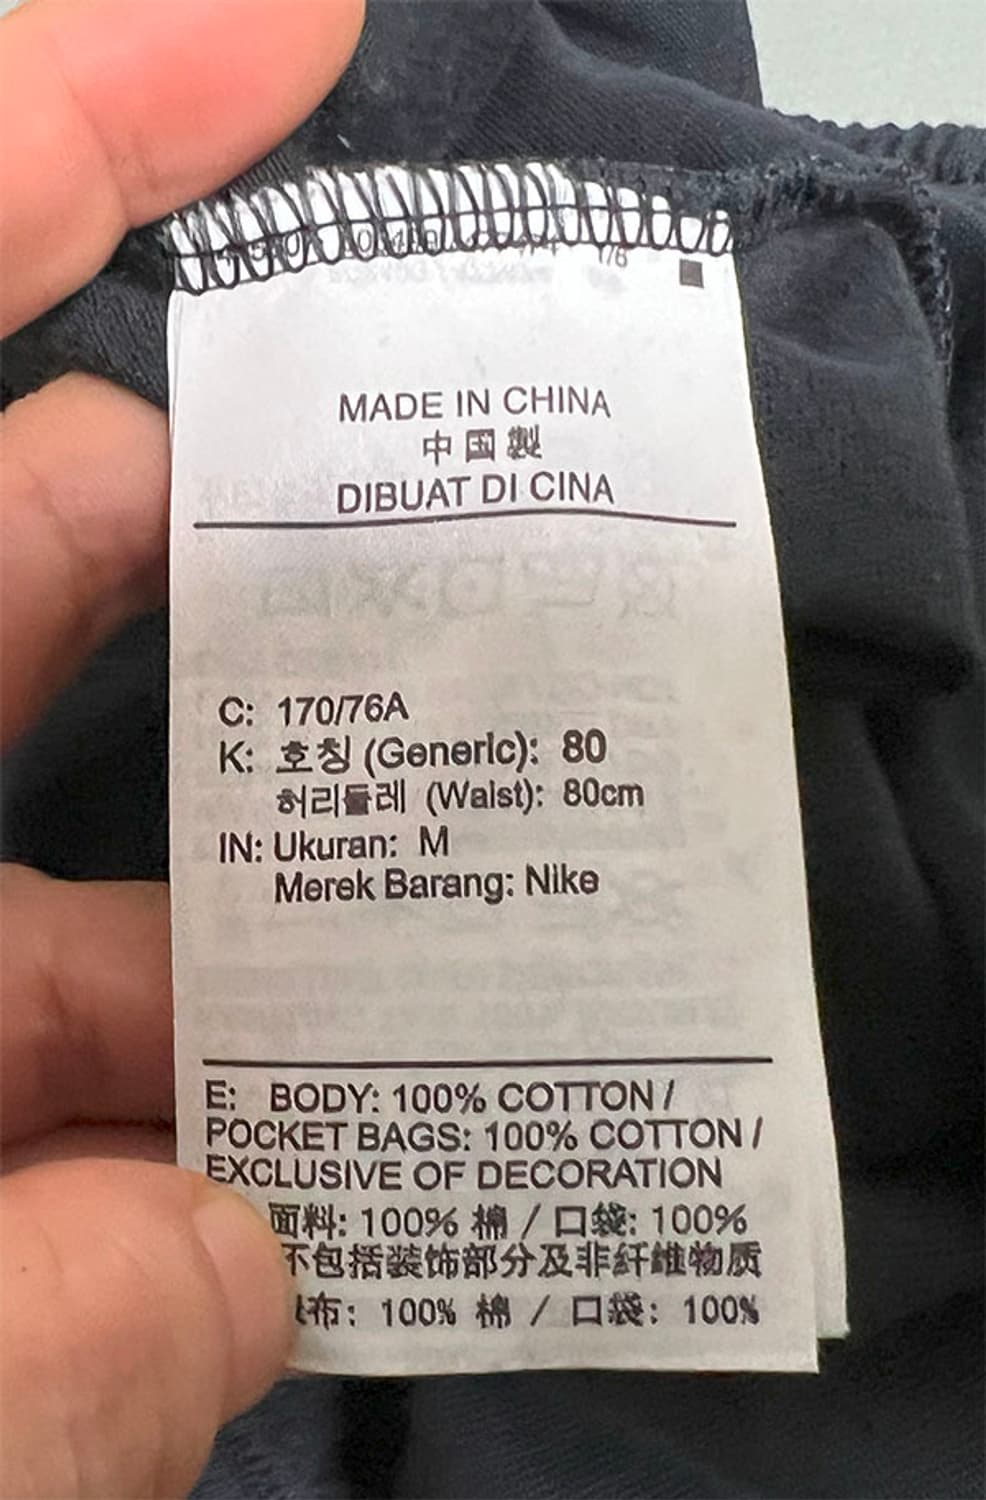 MADE IN CHINA
中国製
DIBUAT DI CINA
C: 170/76A
K: 호칭 (Generic): 80
허리둘레 (Waist): 80cm
IN: Ukuran: M
Merek Barang: Nike
E: BODY: 100% COTTON /
POCKET BAGS: 100% COTTON /
EXCLUSIVE OF DECORATION
面料: 100% 棉 / 口袋: 100%
不包括装饰部分及非纤维物质
布: 100% 棉 / 口袋: 100%